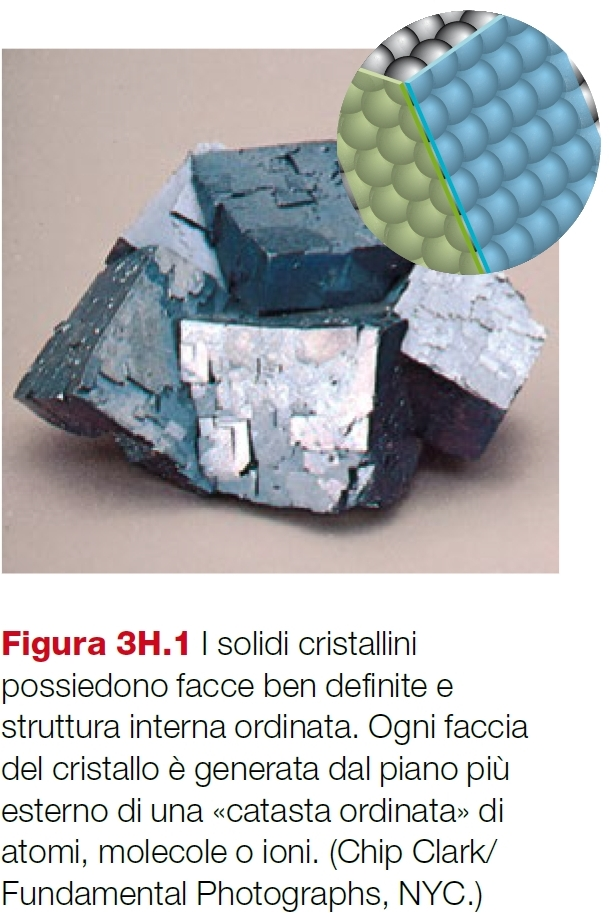 Figura 3H.1 I solidi cristallini
possiedono facce ben definite e
struttura interna ordinata. Ogni faccia
del cristallo è generata dal piano più
esterno di una «catasta ordinata» di
atomi, molecole o ioni. (Chip Clark/
Fundamental Photographs, NYC.)